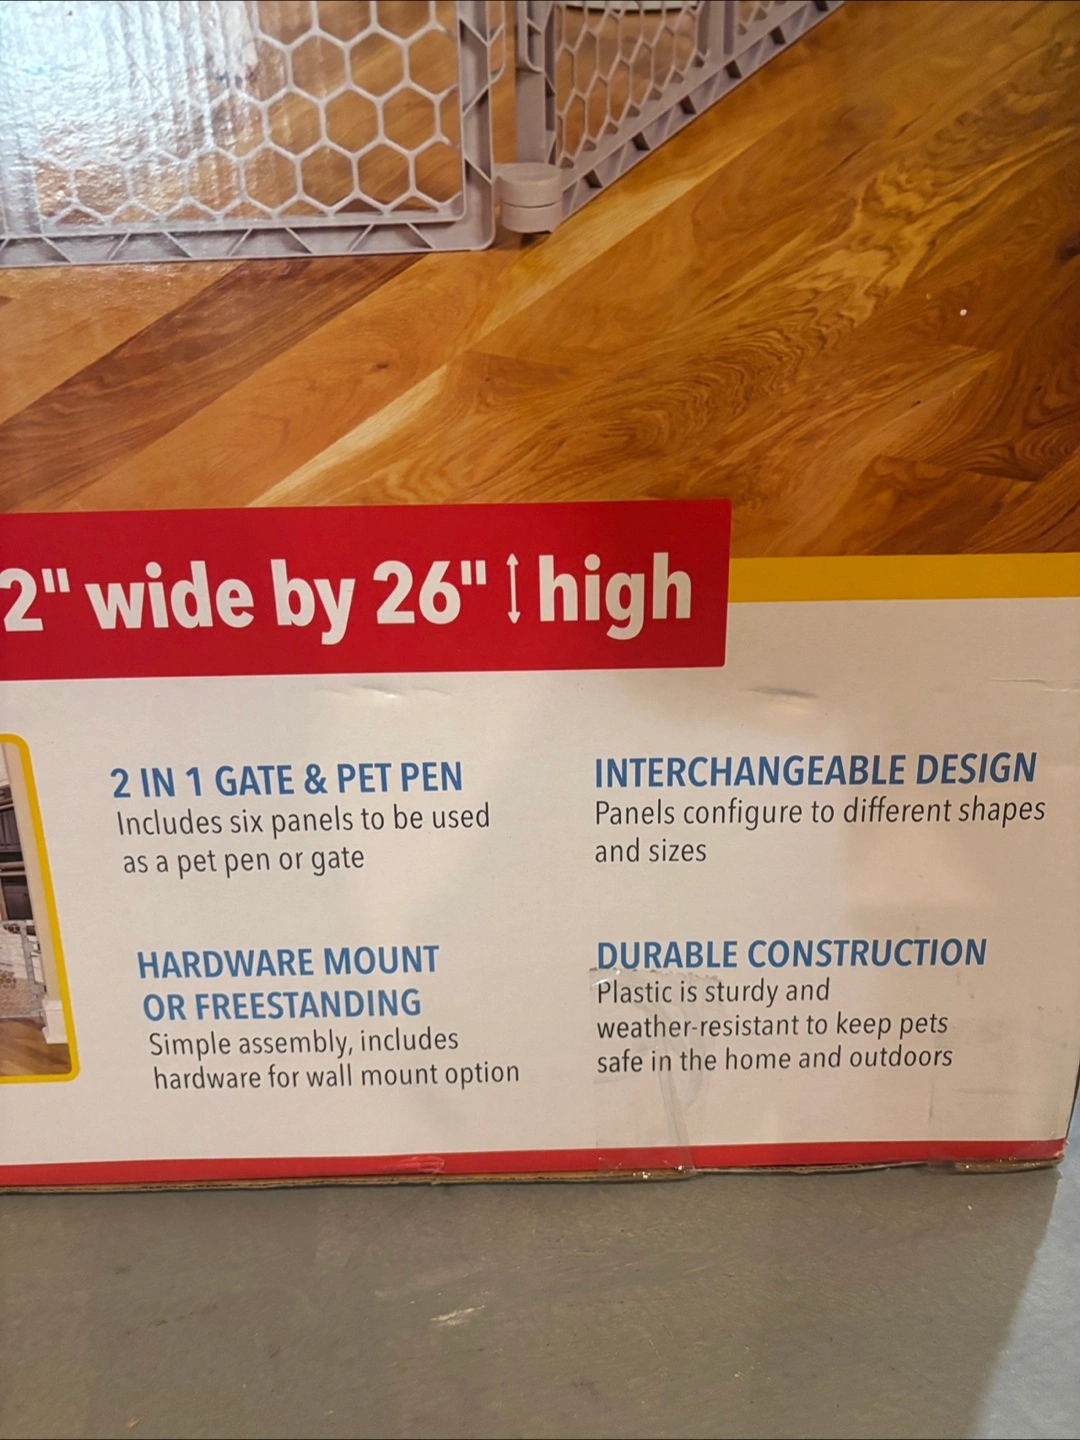 2" wide by 26" ↕ high
2 IN 1 GATE & PET PEN
Includes six panels to be used
as a pet pen or gate
INTERCHANGEABLE DESIGN
Panels configure to different shapes
and sizes
HARDWARE MOUNT
OR FREESTANDING
Simple assembly, includes
hardware for wall mount option
DURABLE CONSTRUCTION
Plastic is sturdy and
weather-resistant to keep pets
safe in the home and outdoors